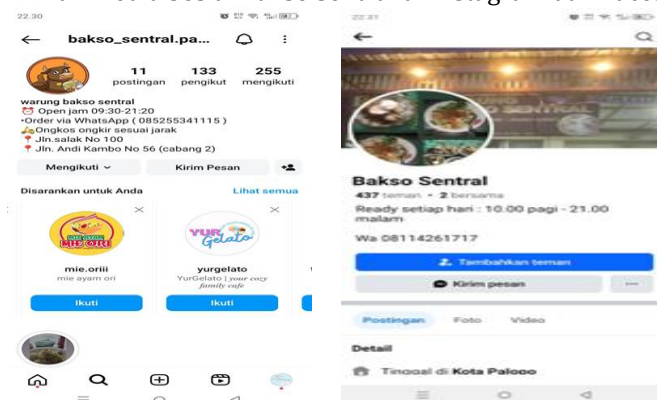 22.30
bakso_sentral.pa...
11 133 255
postingan pengikut mengikuti
warung bakso sentral
Open jam 09:30-21:20
•Order via WhatsApp ( 085255341115 )
Ongkos ongkir sesuai jarak
Jln.salak No 100
Jln. Andi Kambo No 56 (cabang 2)
Mengikuti Kirim Pesan
Disarankan untuk Anda Lihat semua
MIE ORI
YUR
Gelato
mie.oriii
mie ayam ori
yurgelato
YurGelato | your cozy
family cafe
Ikuti Ikuti
22.31
Bakso Sentral
437 teman • 2 bersama
Ready setiap hari : 10.00 pagi - 21.00
malam
Wa 08114261717
Tambahkan teman
Kirim pesan
Postingan Foto Video
Detail
Tinggal di Kota Palopo